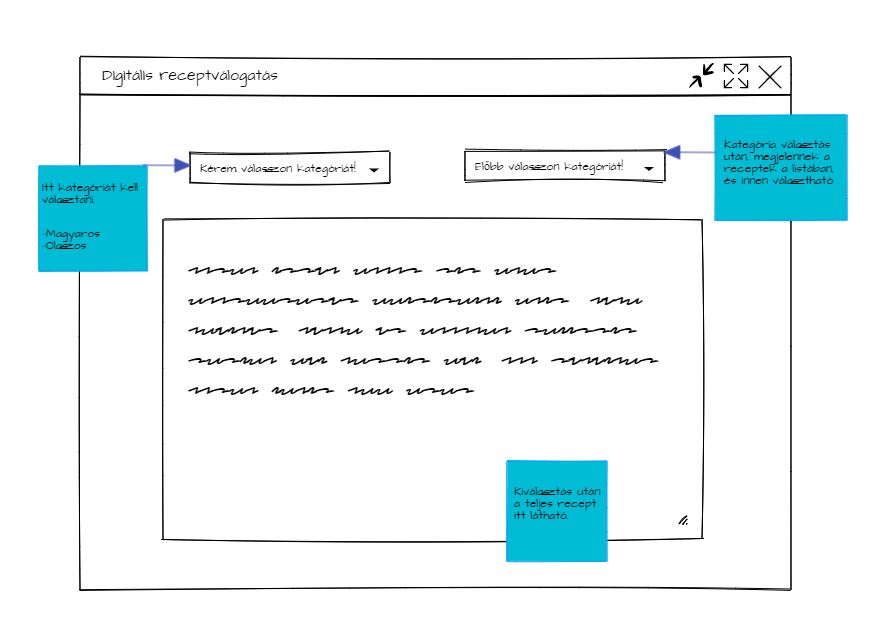 Digitális receptválogatás
Kérem válasszon kategóriát!
Előbb válasszon kategóriát!
Kategória választás
után, megjelennek a
receptek a listában,
és innen választható
Itt kategóriát kell
választani.
-Magyaros
-Olaszos
Kiválasztás után
a teljes recept
itt látható.